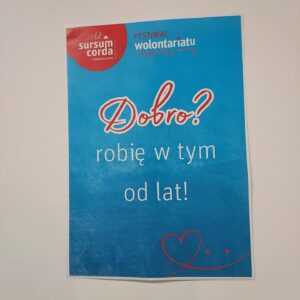 sursum
corda
FESTIWAL
wolontariatu
Dobro?
robię w tym
od lat!